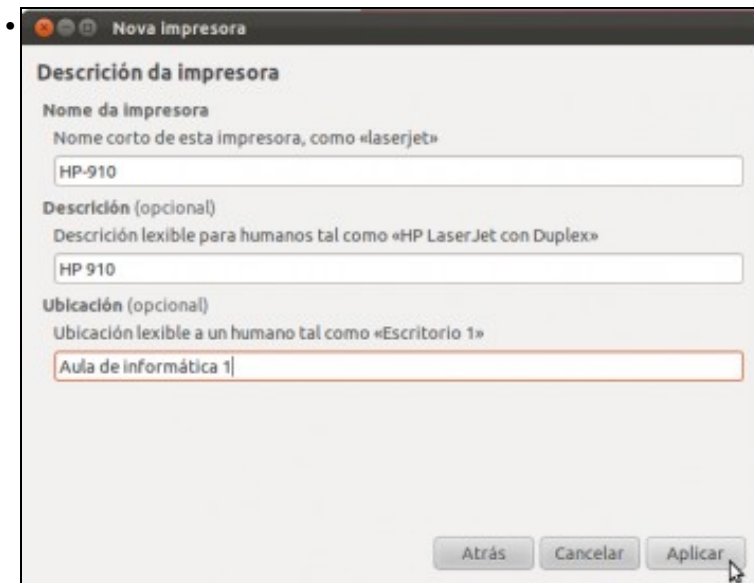 Nova impresora
Descrición da impresora
Nome da impresora
Nome corto de esta impresora, como «laserjet»
HP-910
Descrición (opcional)
Descrición lexible para humanos tal como «HP LaserJet con Duplex»
HP 910
Ubicación (opcional)
Ubicación lexible a un humano tal como «Escritorio 1»
Aula de informática 1
Atrás Cancelar Aplicar